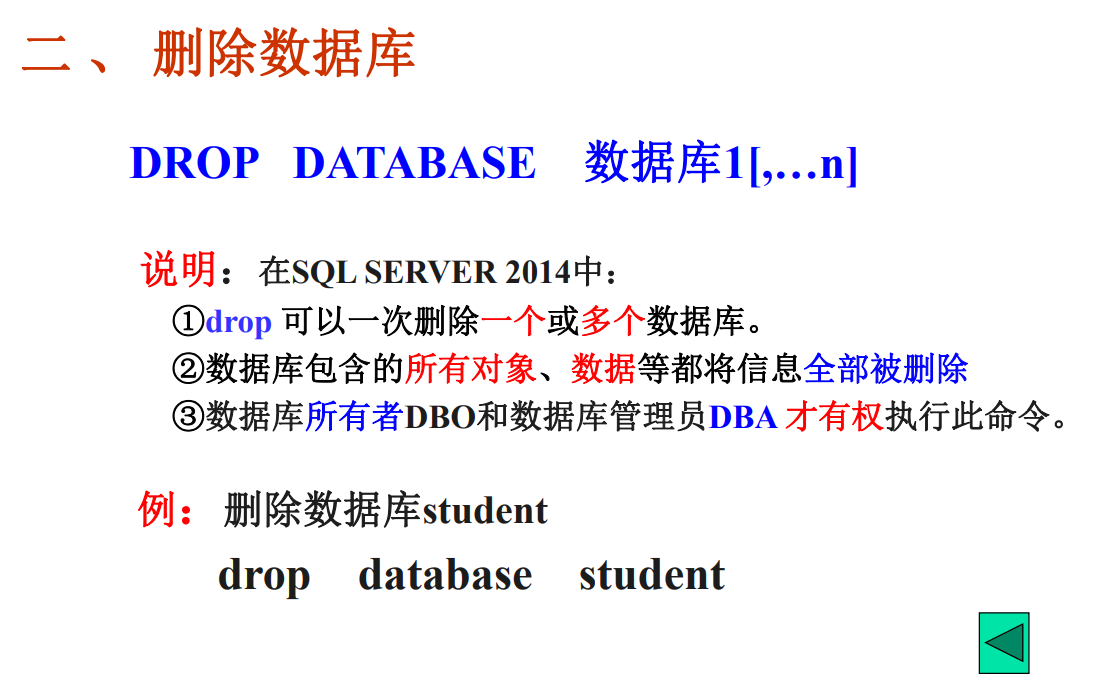 二 、 删除数据库
DROP DATABASE 数据库1[,…n]
说明：在SQL SERVER 2014中：
①drop 可以一次删除一个或多个数据库。
②数据库包含的所有对象、数据等都将信息全部被删除
③数据库所有者DBO和数据库管理员DBA 才有权执行此命令。
例： 删除数据库student
drop database student